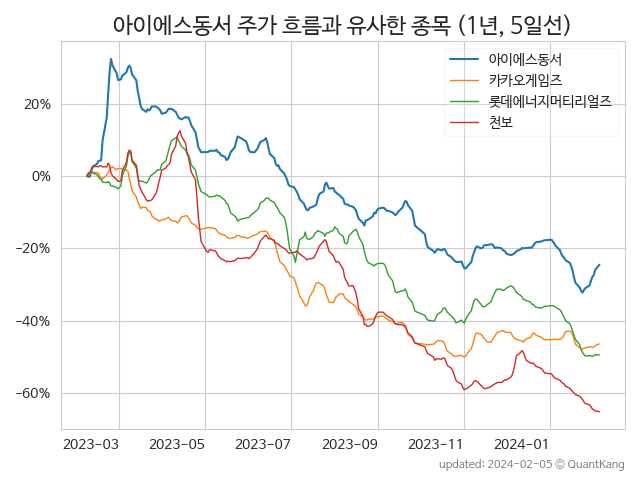 아이에스동서 주가 흐름과 유사한 종목 (1년, 5일선)
아이에스동서
카카오게임즈
롯데에너지머티리얼즈
천보
20%
0%
−20%
−40%
−60%
2023-03 2023-05 2023-07 2023-09 2023-11 2024-01
updated: 2024-02-05 © QuantKang